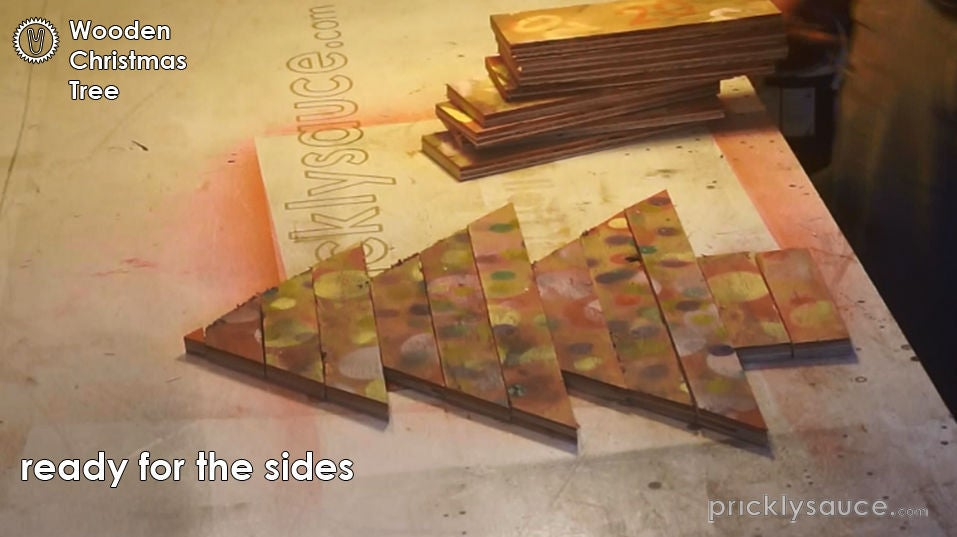 Wooden
Christmas
Tree
ready for the sides
pricklysauce.com